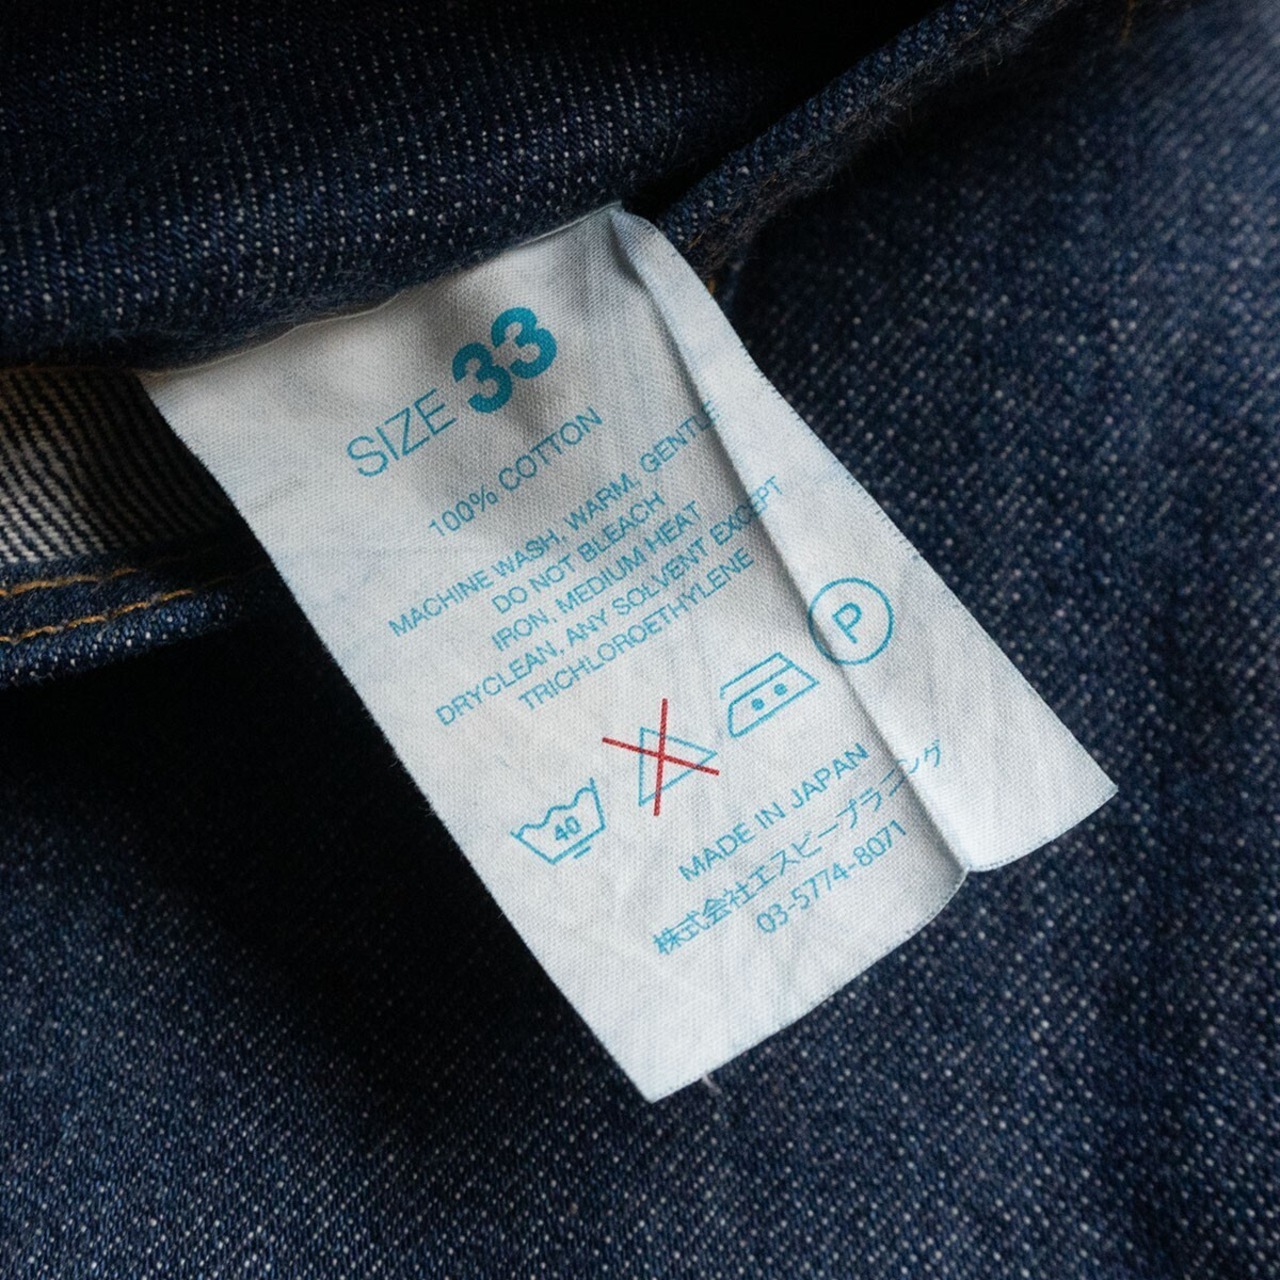 SIZE 33
100% COTTON
MACHINE WASH, WARM, GENTLE
DO NOT BLEACH
IRON, MEDIUM HEAT
DRYCLEAN, ANY SOLVENT EXCEPT
TRICHLOROETHYLENE
40
P
MADE IN JAPAN
株式会社エスピープラニング
03-5774-8071